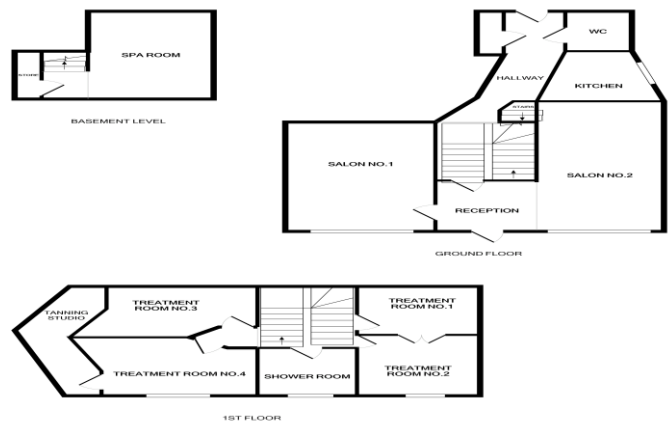 SPA ROOM
STORE
BASEMENT LEVEL
WC
HALLWAY
KITCHEN
STAIRS
SALON NO.1
SALON NO.2
RECEPTION
GROUND FLOOR
TANNING
STUDIO
TREATMENT
ROOM NO.3
TREATMENT
ROOM NO.1
TREATMENT ROOM NO.4
SHOWER ROOM
TREATMENT
ROOM NO.2
1ST FLOOR